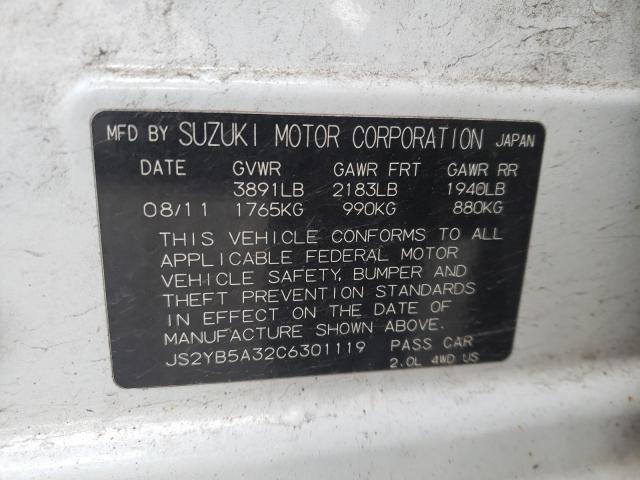 MFD BY SUZUKI MOTOR CORPORATION JAPAN
DATE GVWR GAWR FRT GAWR RR
3891LB 2183LB 1940LB
08/11 1765KG 990KG 880KG
THIS VEHICLE CONFORMS TO ALL
APPLICABLE FEDERAL MOTOR
VEHICLE SAFETY, BUMPER AND
THEFT PREVENTION STANDARDS
IN EFFECT ON THE DATE OF
MANUFACTURE SHOWN ABOVE.
JS2YB5A32C6301119 PASS CAR
2.0L 4WD US